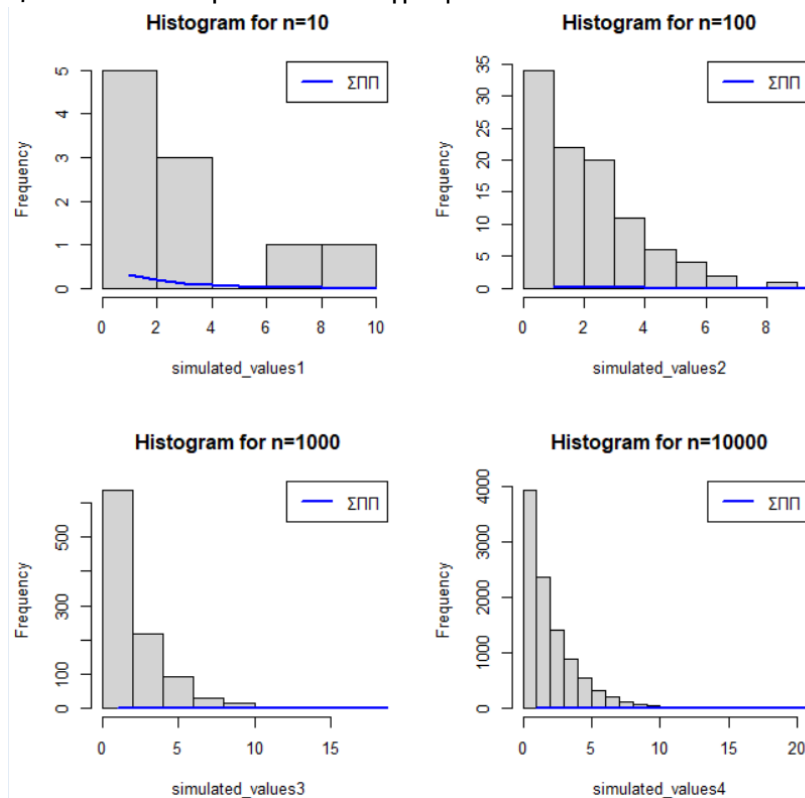 Histogram for n=10
ΣΠΠ
Frequency
0 1 2 3 4 5
0 2 4 6 8 10
simulated_values1
Histogram for n=100
ΣΠΠ
Frequency
0 5 10 15 20 25 30 35
0 2 4 6 8
simulated_values2
Histogram for n=1000
ΣΠΠ
Frequency
0 100 300 500
0 5 10 15
simulated_values3
Histogram for n=10000
ΣΠΠ
Frequency
0 1000 2000 3000 4000
0 5 10 15 20
simulated_values4